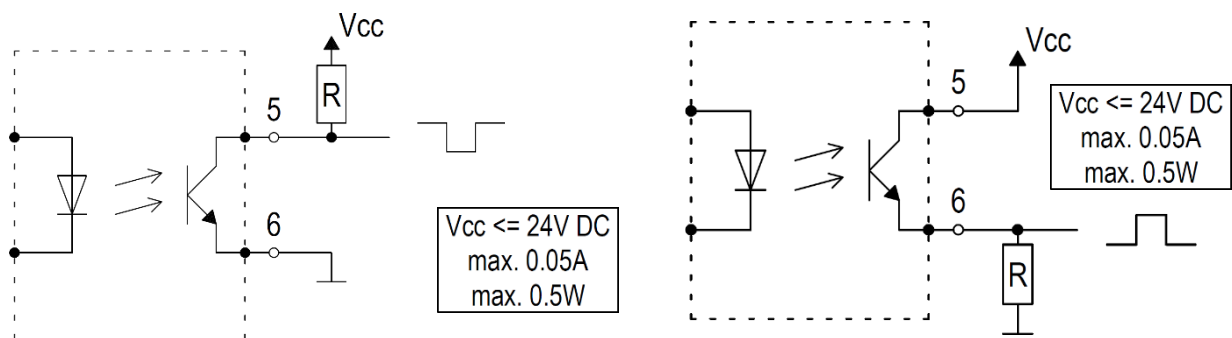 Vcc
R
5
6
Vcc <= 24V DC
max. 0.05A
max. 0.5W
Vcc
5
Vcc <= 24V DC
max. 0.05A
max. 0.5W
6
R